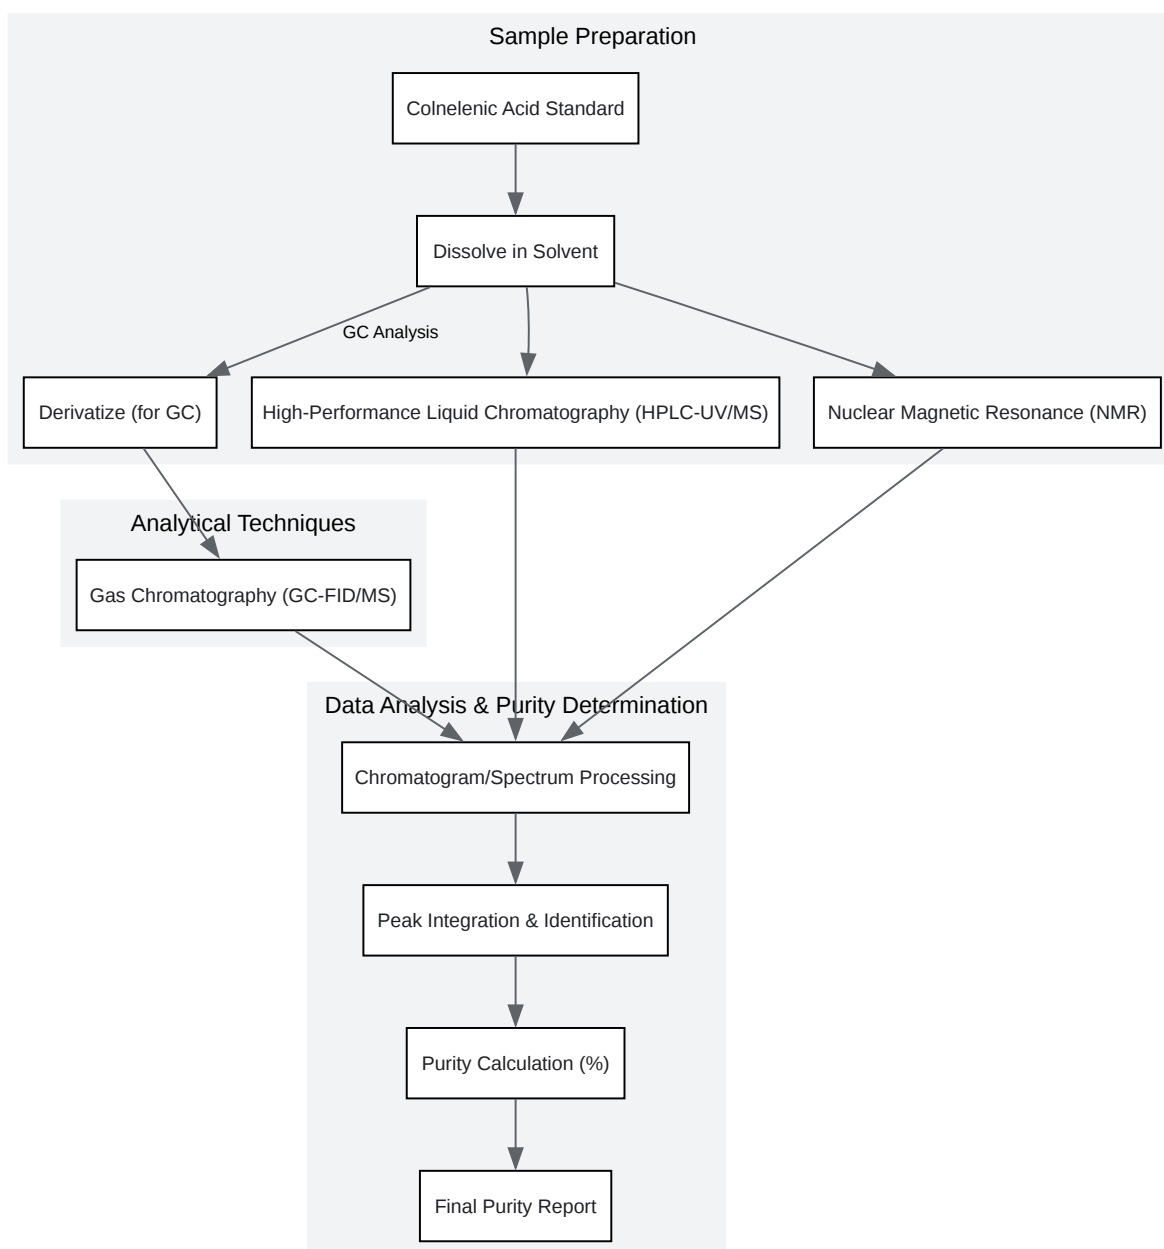 Sample Preparation
Colnelenic Acid Standard
Dissolve in Solvent
GC Analysis
Derivatize (for GC)
High-Performance Liquid Chromatography (HPLC-UV/MS)
Nuclear Magnetic Resonance (NMR)
Analytical Techniques
Gas Chromatography (GC-FID/MS)
Data Analysis & Purity Determination
Chromatogram/Spectrum Processing
Peak Integration & Identification
Purity Calculation (%)
Final Purity Report